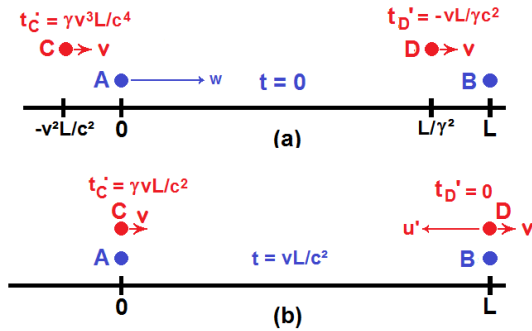 t_C' = γv³L/c⁴
t_D' = -vL/γc²
C v
D v
A w t = 0 B
-v²L/c² 0 L/γ² L
(a)
t_C' = γvL/c²
t_D' = 0
C v
D
u' v
A t = vL/c² B
0 L
(b)